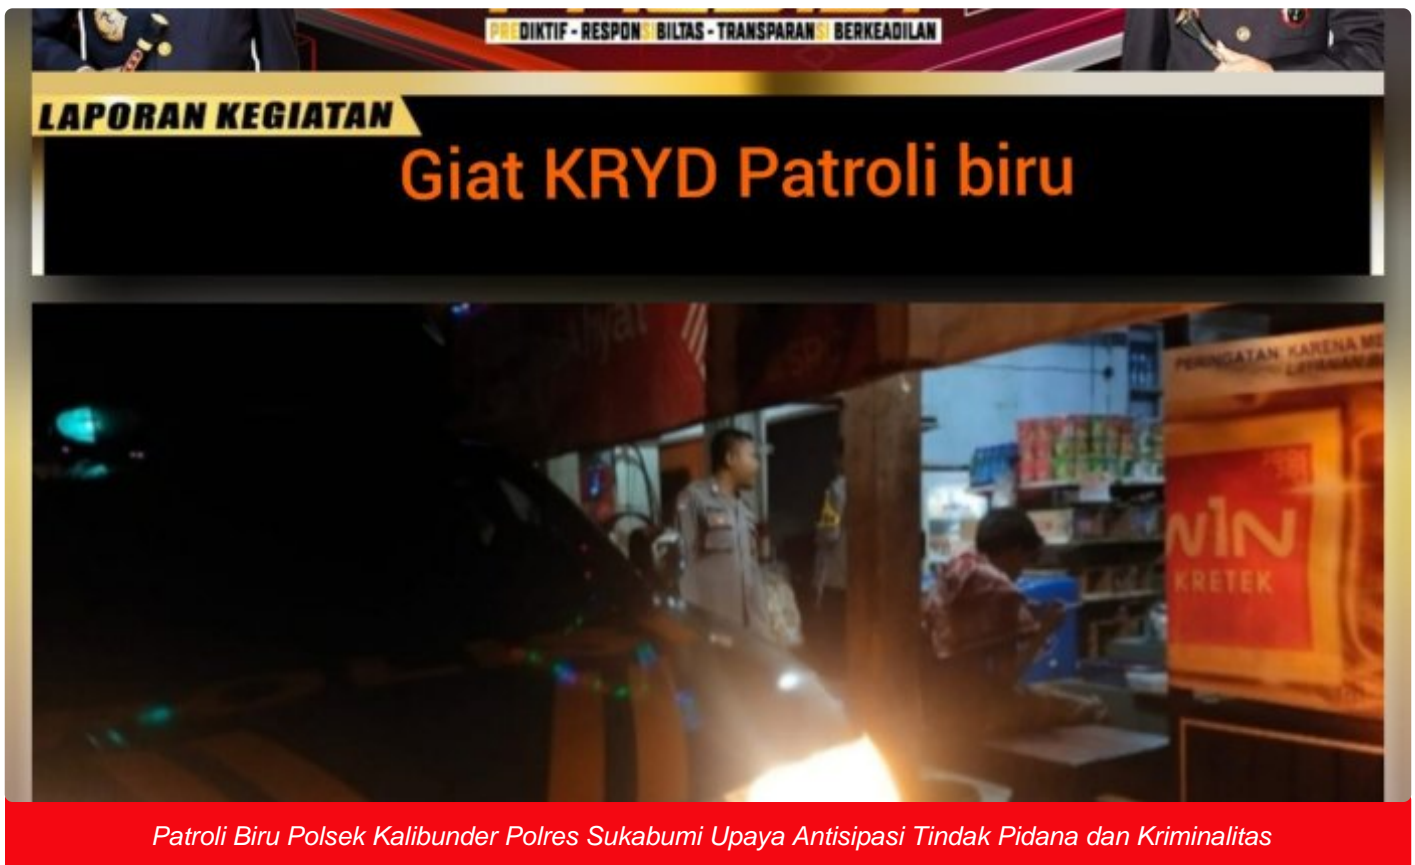 PREDIKTIF - RESPONSIBILTAS - TRANSPARANSI BERKEADILAN
LAPORAN KEGIATAN
Giat KRYD Patroli biru
PERINGATAN: KARENA ME
WIN
KRETEK
Patroli Biru Polsek Kalibunder Polres Sukabumi Upaya Antisipasi Tindak Pidana dan Kriminalitas